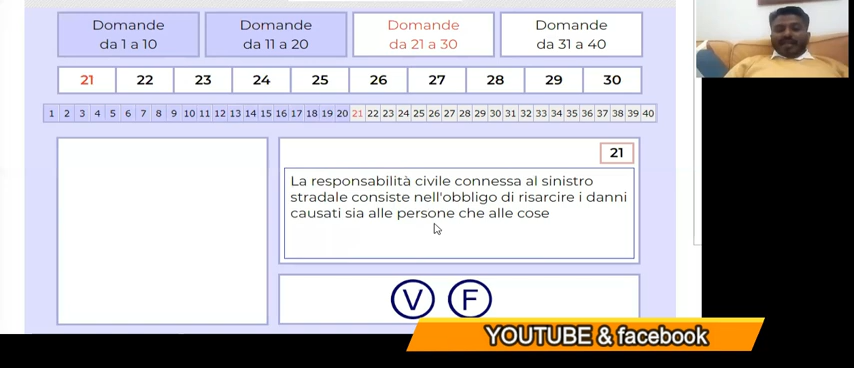 Domande
da 1 a 10
Domande
da 11 a 20
Domande
da 21 a 30
Domande
da 31 a 40
21 22 23 24 25 26 27 28 29 30
1 2 3 4 5 6 7 8 9 10 11 12 13 14 15 16 17 18 19 20 21 22 23 24 25 26 27 28 29 30 31 32 33 34 35 36 37 38 39 40
21
La responsabilità civile connessa al sinistro
stradale consiste nell'obbligo di risarcire i danni
causati sia alle persone che alle cose
V F
YOUTUBE & facebook